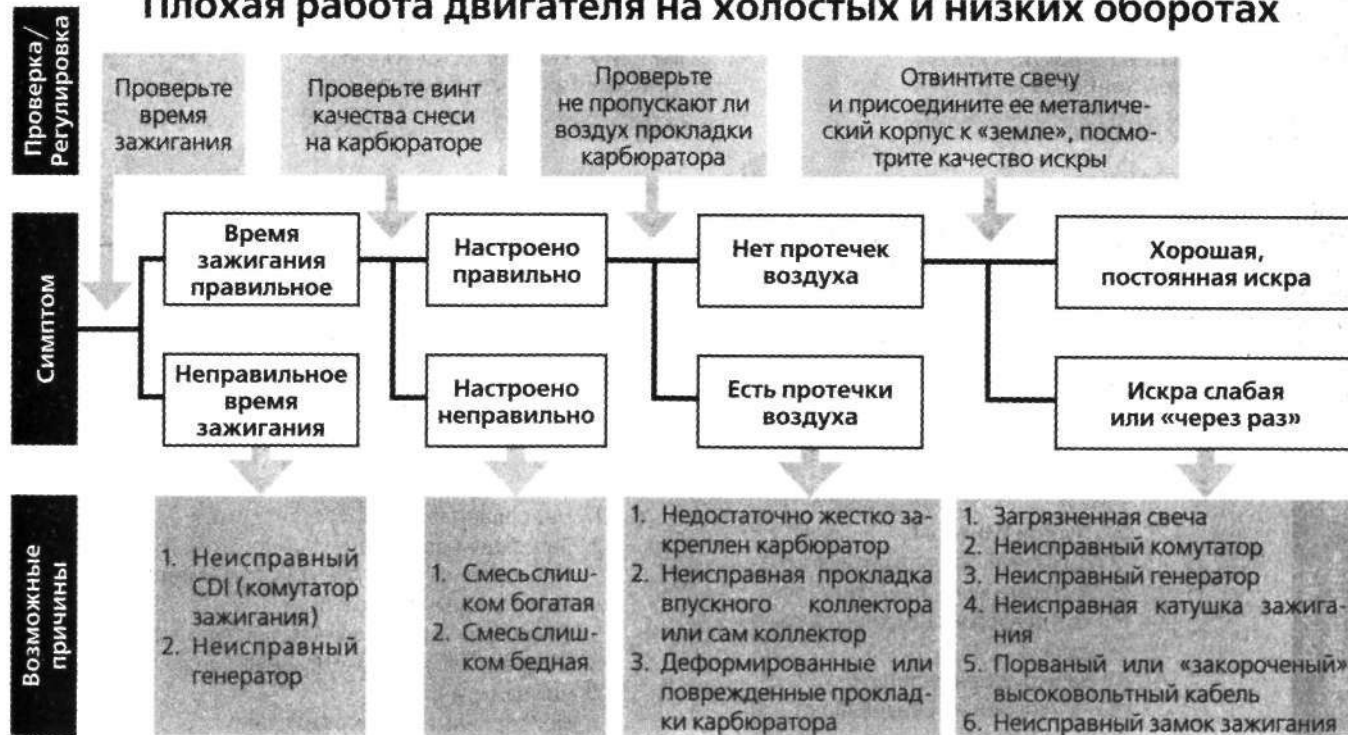 Плохая работа двигателя на холостых и низких оборотах
Проверка/
Регулировка
Проверьте
время
зажигания
Проверьте винт
качества снеси
на карбюраторе
Проверьте
не пропускают ли
воздух прокладки
карбюратора
Отвинтите свечу
и присоедините ее металиче-
ский корпус к «земле», посмо-
трите качество искры
Симптом
Время
зажигания
правильное
Настроено
правильно
Нет протечек
воздуха
Хорошая,
постоянная искра
Неправильное
время
зажигания
Настроено
неправильно
Есть протечки
воздуха
Искра слабая
или «через раз»
Возможные
причины
1. Неисправный
CDI (комутатор
зажигания)
2. Неисправный
генератор
1. Смесь слиш-
ком богатая
2. Смесь слиш-
ком бедная
1. Недостаточно жестко за-
креплен карбюратор
2. Неисправная прокладка
впускного коллектора
или сам коллектор
3. Деформированные или
поврежденные проклад-
ки карбюратора
1. Загрязненная свеча
2. Неисправный комутатор
3. Неисправный генератор
4. Неисправная катушка зажига-
ния
5. Порваный или «закороченый»
высоковольтный кабель
6. Неисправный замок зажигания